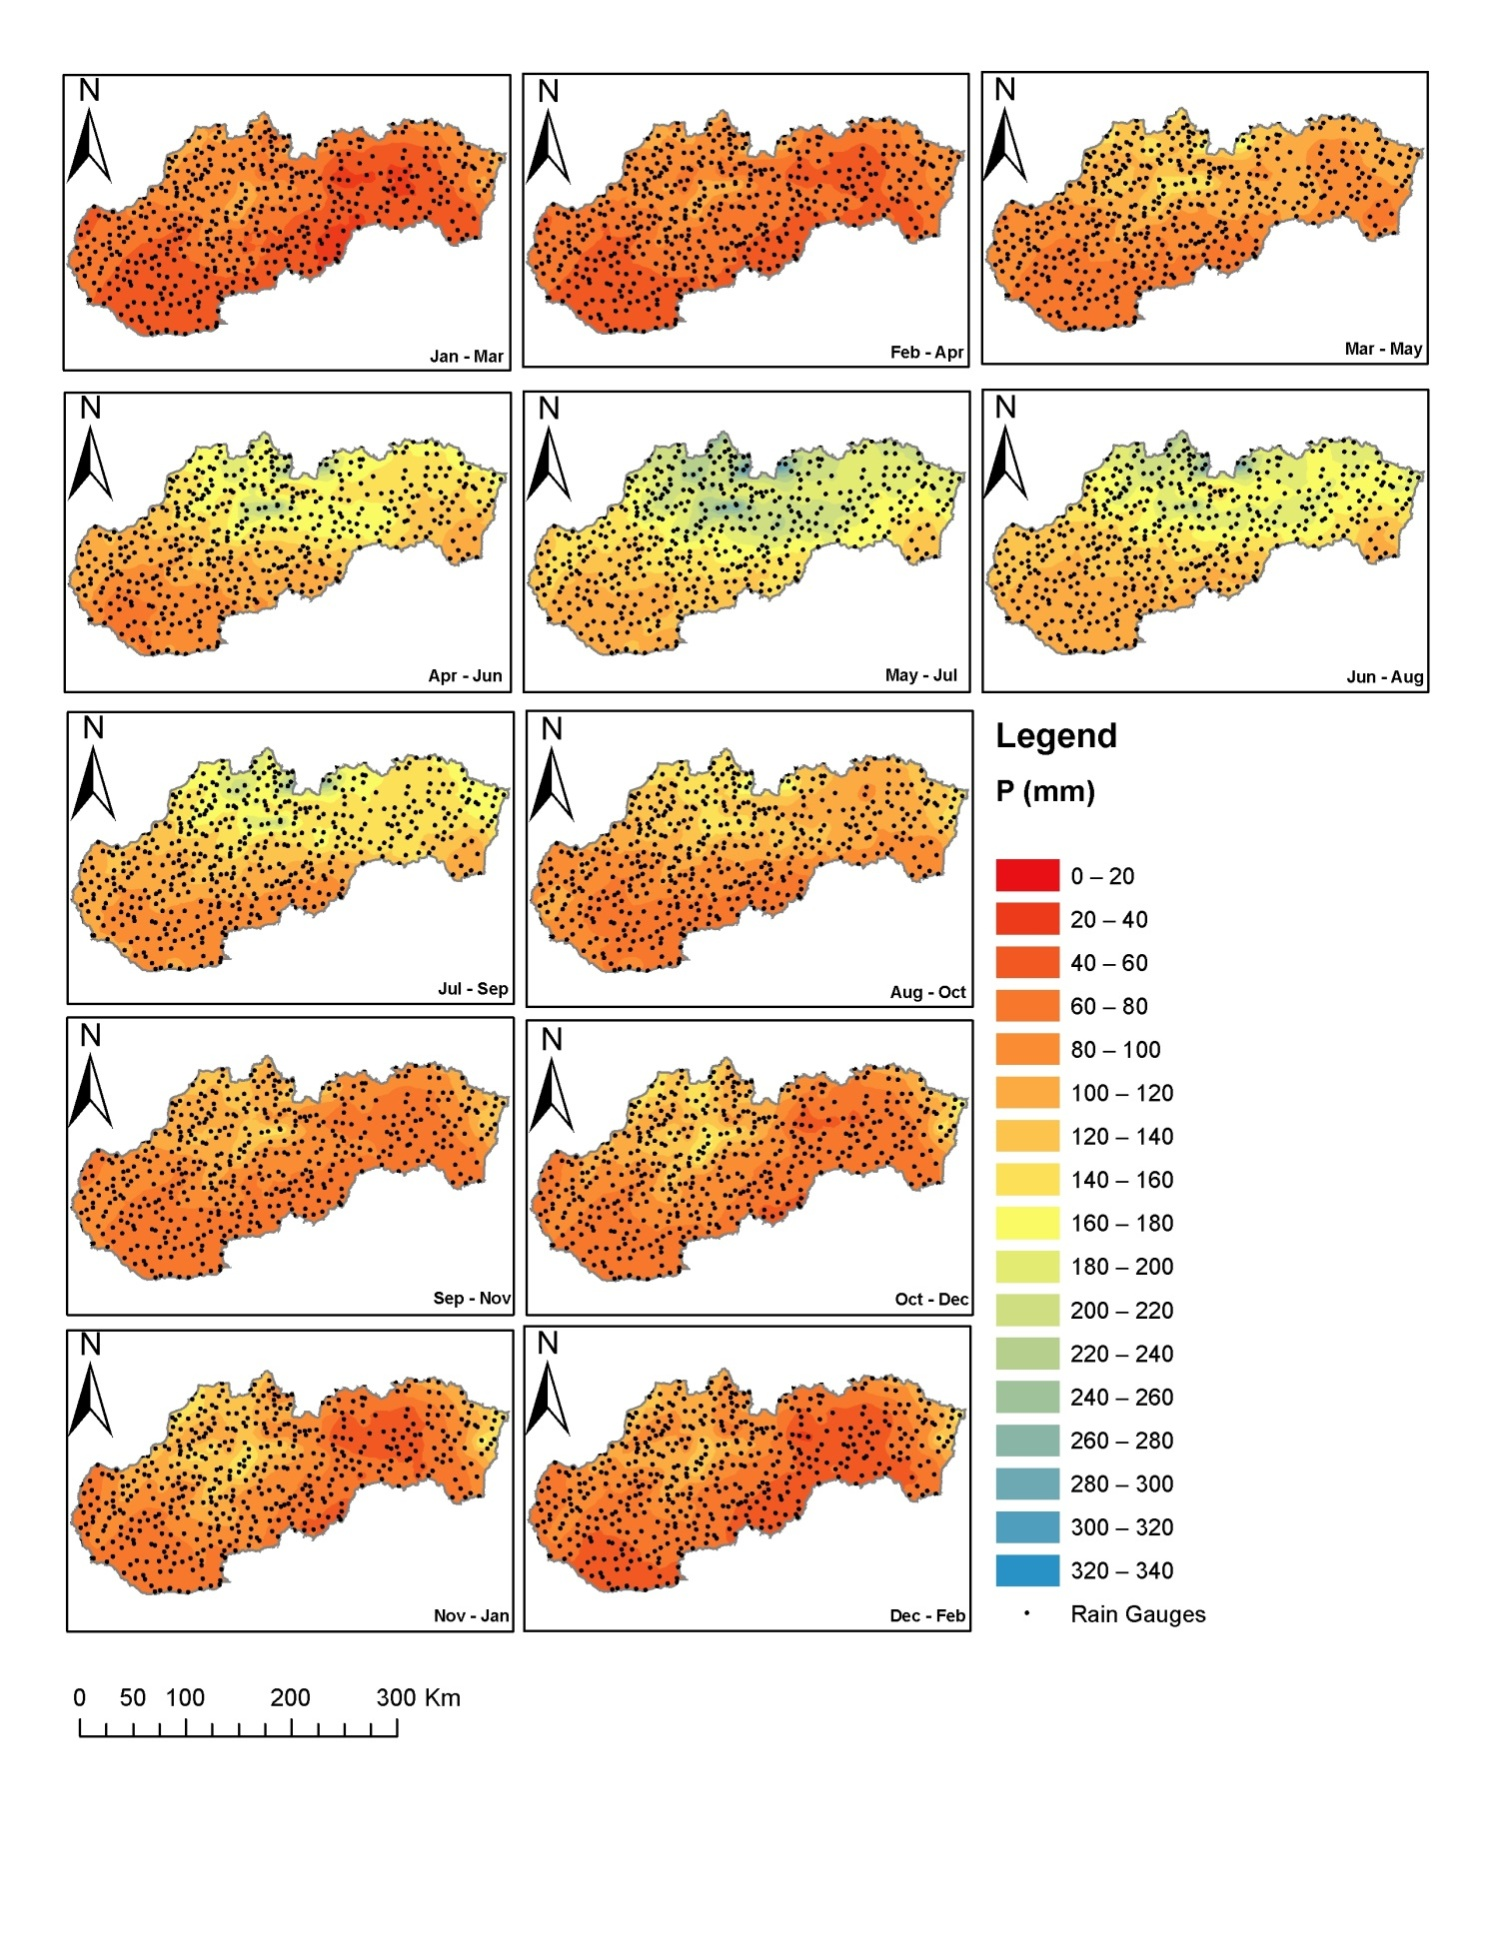 N
N
N
Jan - Mar
Feb - Apr
Mar - May
N
N
N
Apr - Jun
May - Jul
Jun - Aug
N
N
Jul - Sep
Aug - Oct
Legend
P (mm)
0 – 20
20 – 40
40 – 60
60 – 80
80 – 100
100 – 120
120 – 140
140 – 160
160 – 180
180 – 200
200 – 220
220 – 240
240 – 260
260 – 280
280 – 300
300 – 320
320 – 340
Rain Gauges
N
N
Sep - Nov
Oct - Dec
N
N
Nov - Jan
Dec - Feb
0 50 100 200 300 Km